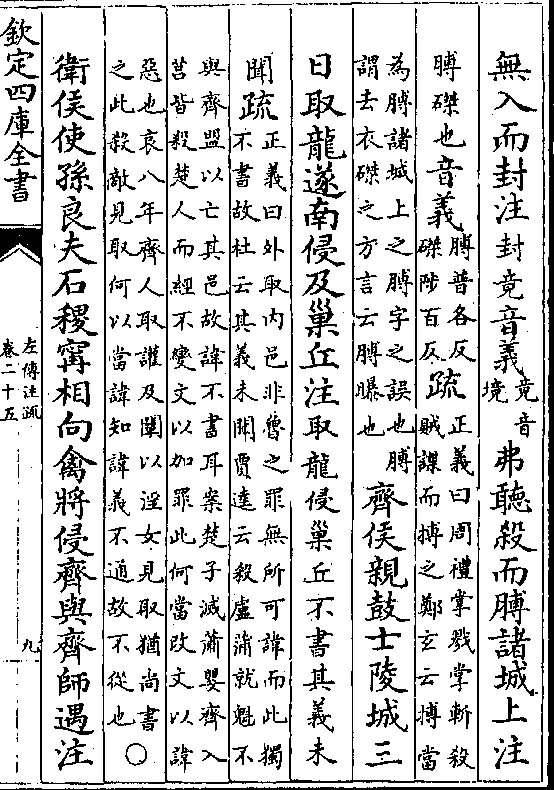 無入而封注封竟音義竟音境弗聽殺而膊諸城上注
膊磔也音義膊普各反磔陟百反疏正義曰周禮掌戮掌斬殺賊諜而搏之鄭玄云搏當
為膊諸城上之膊字之誤也膊謂去衣磔之方言云膊曝也齊侯親鼓士陵城三
日取龍遂南侵及巢丘注取龍侵巢丘不書其義未
聞疏正義曰外取内邑非魯之罪無所可諱而此獨不書故杜云其義未聞賈逵云殺盧蒲就魁不
與齊盟以亡其邑故諱不書耳案楚子滅蕭嬰齊入莒皆殺楚人而經不變文以加罪此何當改文以諱
惡也哀八年齊人取讙及闡以淫女見取猶尚書之此殺敵見取何以當諱知諱義不通故不從也○
衛侯使孫良夫石稷甯相向禽將侵齊與齊師遇注
欽定四庫全書
左傳注疏
卷二十五
九